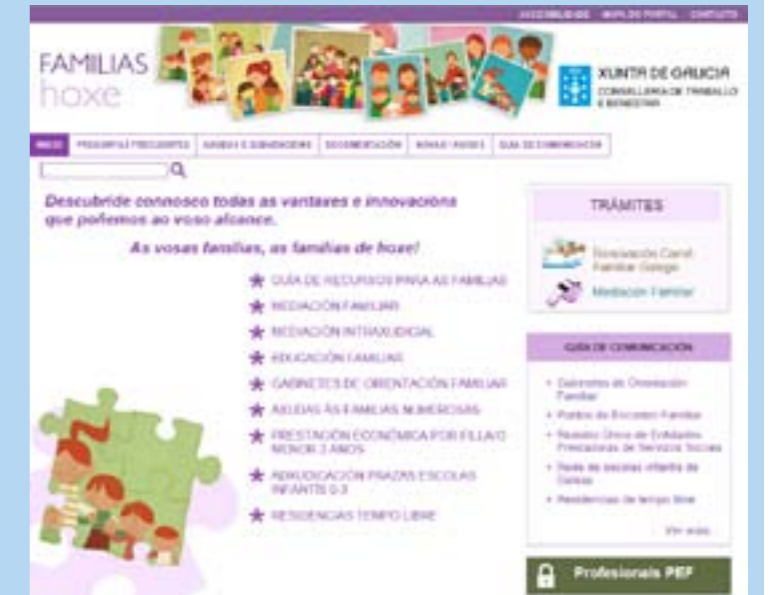 ACCESIBILIDADE MAPA DO PORTAL CONTACTO
FAMILIAS
hoxe
XUNTA DE GALICIA
CONSELLERÍA DE TRABALLO
E BENESTAR
INICIO PREGUNTAS FRECUENTES AXUDAS E SUBVENCIÓNS DOCUMENTACIÓN NOVAS GUÍA DE COMUNICACIÓN
Descubride connosco todas as vantaxes e innovacións
que poñemos ao voso alcance.
As vosas familias, as familias de hoxe!
GUÍA DE RECURSOS PARA AS FAMILIAS
MEDIACIÓN FAMILIAR
MEDIACIÓN INTRAXUDICIAL
EDUCACIÓN FAMILIAR
GABINETES DE ORIENTACIÓN FAMILIAR
AXUDAS ÁS FAMILIAS NUMEROSAS
PRESTACIÓN ECONÓMICA POR FILLA/O
MENOR 3 ANOS
ADXUDICACIÓN PRAZAS ESCOLAS
INFANTÍS 0-3
RESIDENCIAS TEMPO LIBRE
TRÁMITES
Renovación Carné
Familiar Galego
Mediación Familiar
GUÍA DE COMUNICACIÓN
Gabinetes de Orientación
Familiar
Puntos de Encontro Familiar
Rexistro Único de Entidades
Prestadoras de Servizos Sociais
Rede de escolas infantís de
Galicia
Residencias de tempo libre
Ver máis
Profesionais PEF